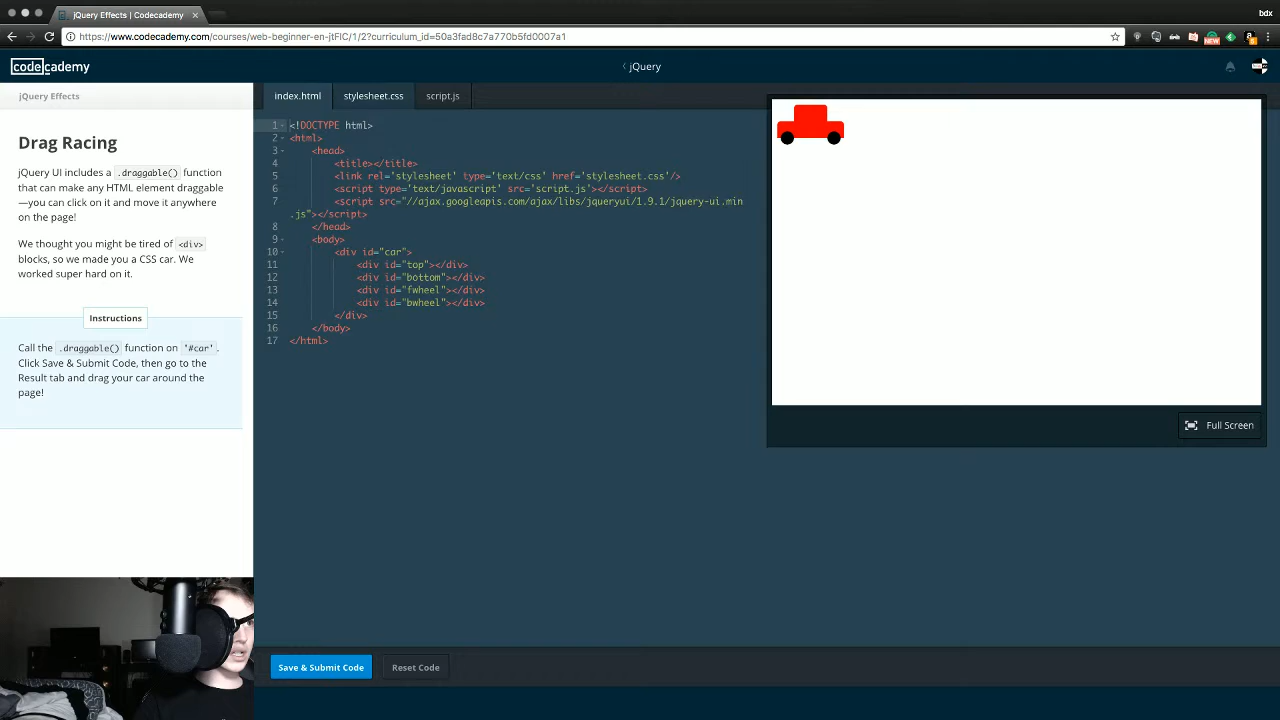 jQuery Effects | Codecademy
bdx
https://www.codecademy.com/courses/web-beginner-en-jtFIC/1/2?curriculum_id=50a3fad8c7a770b5fd0007a1
codecademy
jQuery
jQuery Effects
Drag Racing
jQuery UI includes a .draggable() function
that can make any HTML element draggable
—you can click on it and move it anywhere
on the page!
We thought you might be tired of <div>
blocks, so we made you a CSS car. We
worked super hard on it.
Instructions
Call the .draggable() function on '#car'.
Click Save & Submit Code, then go to the
Result tab and drag your car around the
page!
index.html
stylesheet.css
script.js
1 <!DOCTYPE html>
2 <html>
3 <head>
4 <title></title>
5 <link rel='stylesheet' type='text/css' href='stylesheet.css'/>
6 <script type='text/javascript' src='script.js'></script>
7 <script src="//ajax.googleapis.com/ajax/libs/jqueryui/1.9.1/jquery-ui.min
.js"></script>
8 </head>
9 <body>
10 <div id="car">
11 <div id="top"></div>
12 <div id="bottom"></div>
13 <div id="fwheel"></div>
14 <div id="bwheel"></div>
15 </div>
16 </body>
17 </html>
Full Screen
Save & Submit Code
Reset Code